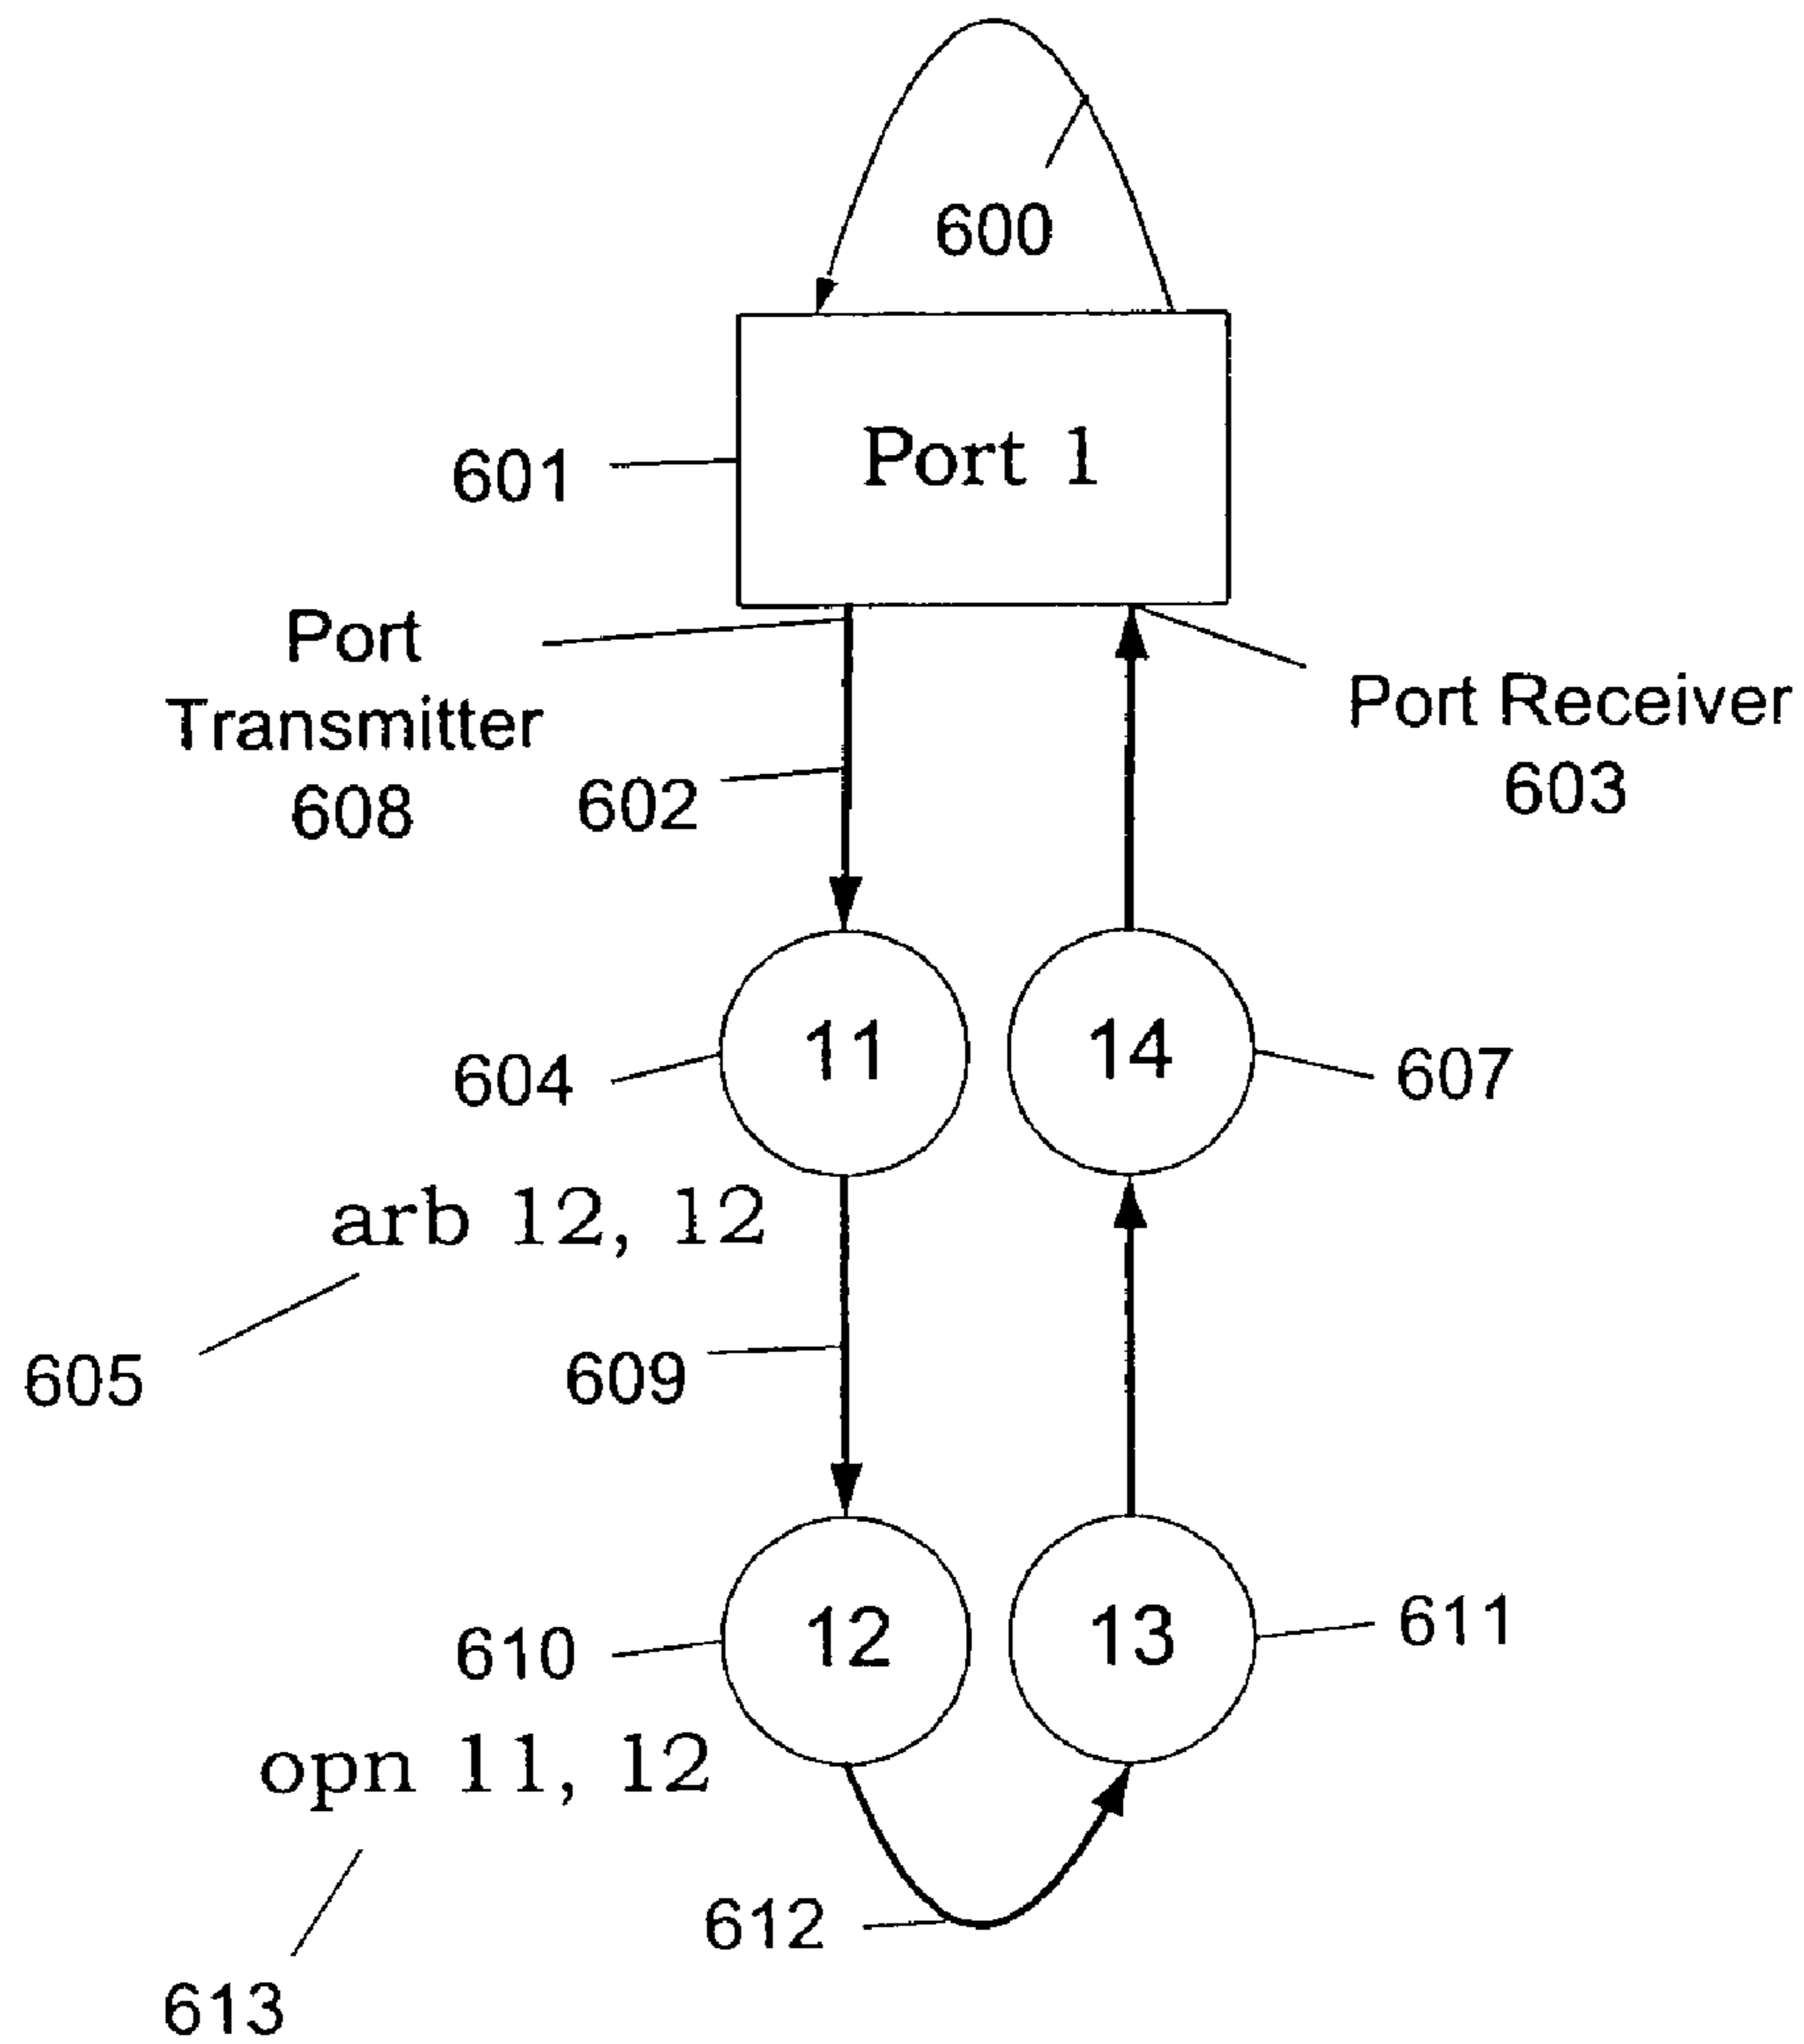 600
Port 1
601
Port
Transmitter
608
602
Port Receiver
603
11
14
604
607
arb 12, 12
605
609
12
13
610
611
opn 11, 12
612
613